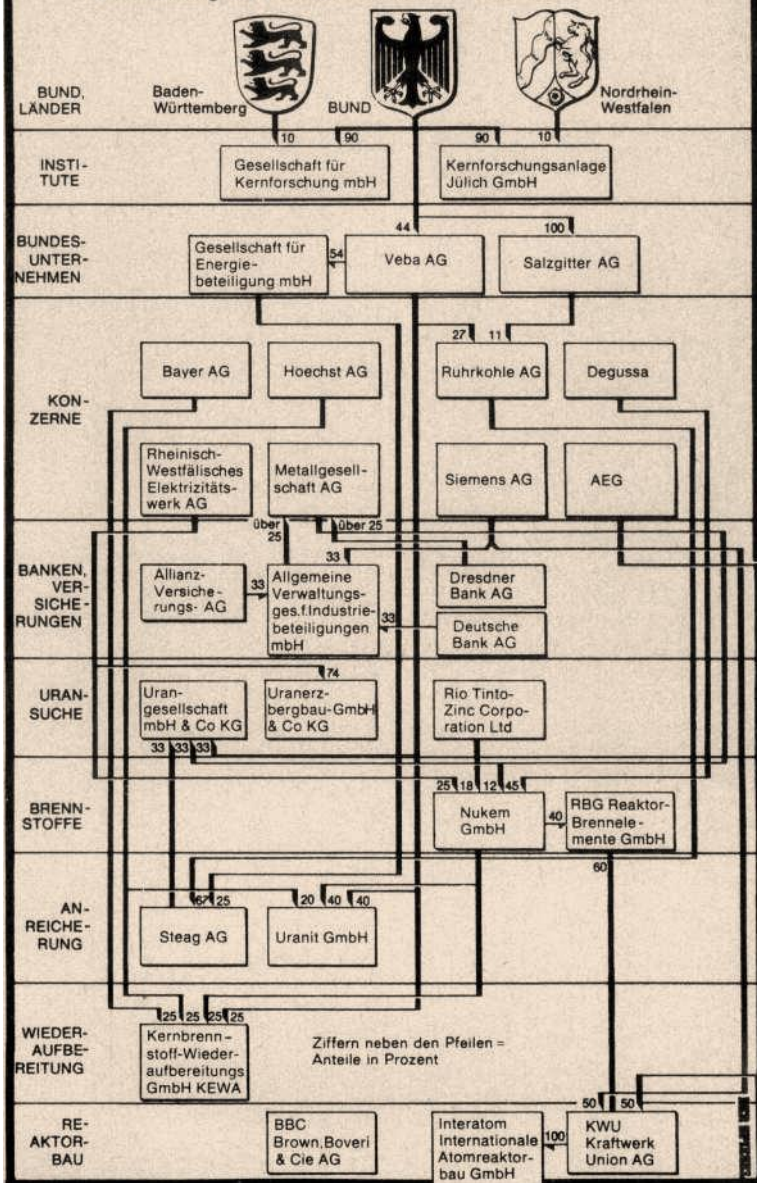 BUND,
LÄNDER
Baden-
Württemberg
BUND
Nordrhein-
Westfalen
10
90
90
10
INSTI-
TUTE
Gesellschaft für
Kernforschung mbH
Kernforschungsanlage
Jülich GmbH
44
100
BUNDES-
UNTER-
NEHMEN
Gesellschaft für
Energie-
beteiligung mbH
54
Veba AG
Salzgitter AG
27
11
KON-
ZERNE
Bayer AG
Hoechst AG
Ruhrkohle AG
Degussa
Rheinisch-
Westfälisches
Elektrizitäts-
werk AG
Metallgesell-
schaft AG
Siemens AG
AEG
über
25
über 25
33
BANKEN,
VER-
SICHE-
RUNGEN
Allianz-
Versiche-
rungs- AG
33
Allgemeine
Verwaltungs-
ges.f.Industrie-
beteiligungen
mbH
33
Dresdner
Bank AG
Deutsche
Bank AG
74
URAN-
SUCHE
Uran-
gesellschaft
mbH & Co KG
Uranerz-
bergbau-GmbH
& Co KG
Rio Tinto-
Zinc Corpo-
ration Ltd
33
33
33
25
18
12
45
BRENN-
STOFFE
Nukem
GmbH
40
RBG Reaktor-
Brennele-
mente GmbH
60
67
25
20
40
40
AN-
REICHE-
RUNG
Steag AG
Uranit GmbH
25
25
25
25
WIEDER-
AUFBE-
REITUNG
Kernbrenn-
stoff-Wieder-
aufbereitungs
GmbH KEWA
Ziffern neben den Pfeilen =
Anteile in Prozent
50
50
RE-
AKTOR-
BAU
BBC
Brown,Boveri
& Cie AG
Interatom
Internationale
Atomreaktor-
bau GmbH
100
KWU
Kraftwerk
Union AG